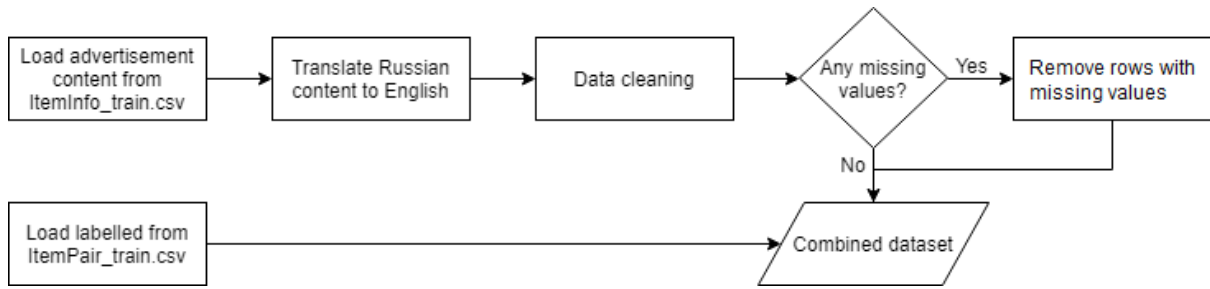 Load advertisement
content from
ItemInfo_train.csv
Translate Russian
content to English
Data cleaning
Any missing
values?
Yes
Remove rows with
missing values
No
Load labelled from
ItemPair_train.csv
Combined dataset